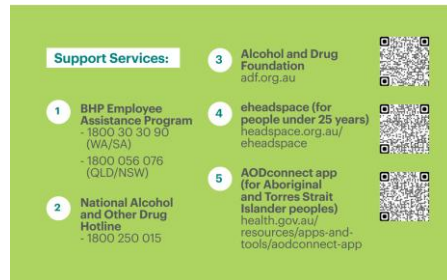 Support Services:
1
BHP Employee
Assistance Program
- 1800 30 30 90
(WA/SA)
- 1800 056 076
(QLD/NSW)
2
National Alcohol
and Other Drug
Hotline
- 1800 250 015
3
Alcohol and Drug
Foundation
adf.org.au
4
eheadspace (for
people under 25 years)
headspace.org.au/
eheadspace
5
AODconnect app
(for Aboriginal
and Torres Strait
Islander peoples)
health.gov.au/
resources/apps-and-
tools/aodconnect-app